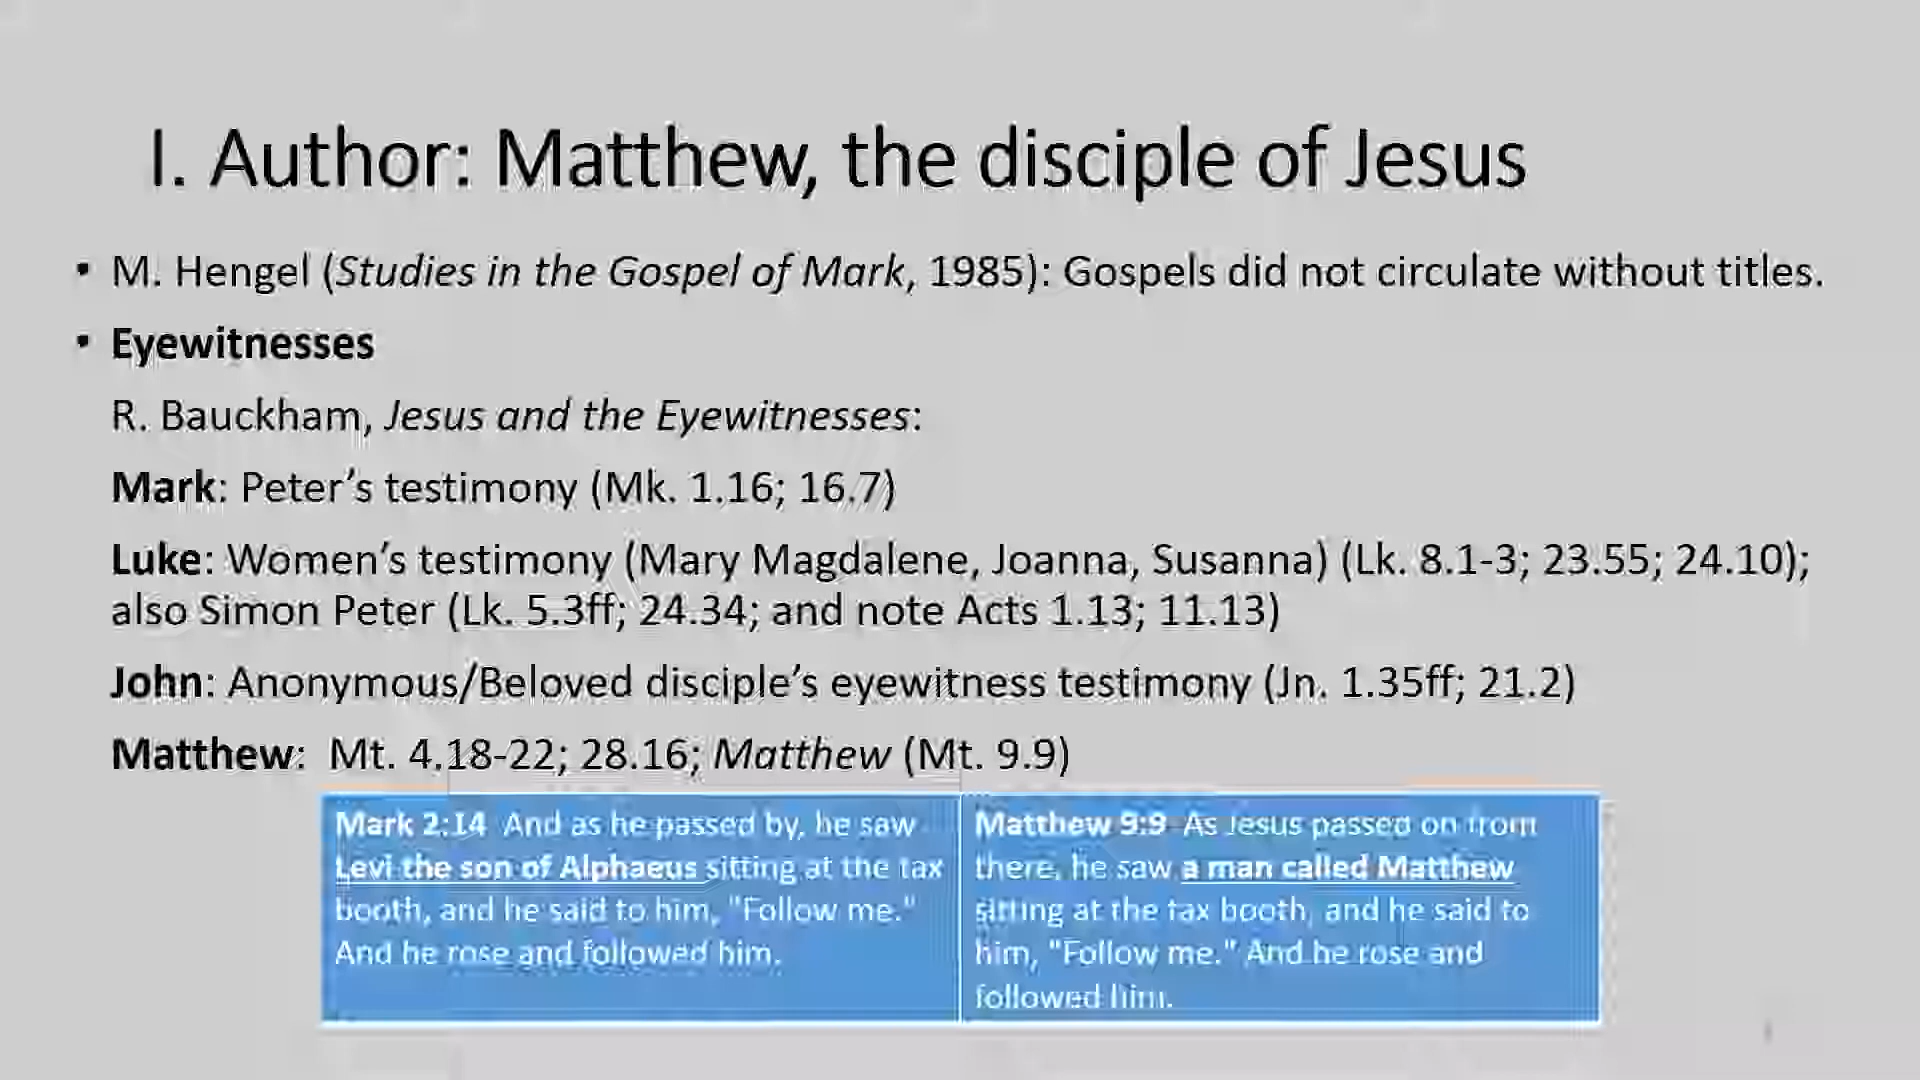 I. Author: Matthew, the disciple of Jesus
• M. Hengel (Studies in the Gospel of Mark, 1985): Gospels did not circulate without titles.
• Eyewitnesses
R. Bauckham, Jesus and the Eyewitnesses:
Mark: Peter’s testimony (Mk. 1.16; 16.7)
Luke: Women’s testimony (Mary Magdalene, Joanna, Susanna) (Lk. 8.1-3; 23.55; 24.10);
also Simon Peter (Lk. 5.3ff; 24.34; and note Acts 1.13; 11.13)
John: Anonymous/Beloved disciple’s eyewitness testimony (Jn. 1.35ff; 21.2)
Matthew: Mt. 4.18-22; 28.16; Matthew (Mt. 9.9)
Mark 2:14 And as he passed by, he saw
Levi the son of Alphaeus sitting at the tax
booth, and he said to him, "Follow me."
And he rose and followed him.
Matthew 9:9 As Jesus passed on from
there, he saw a man called Matthew
sitting at the tax booth, and he said to
him, "Follow me." And he rose and
followed him.